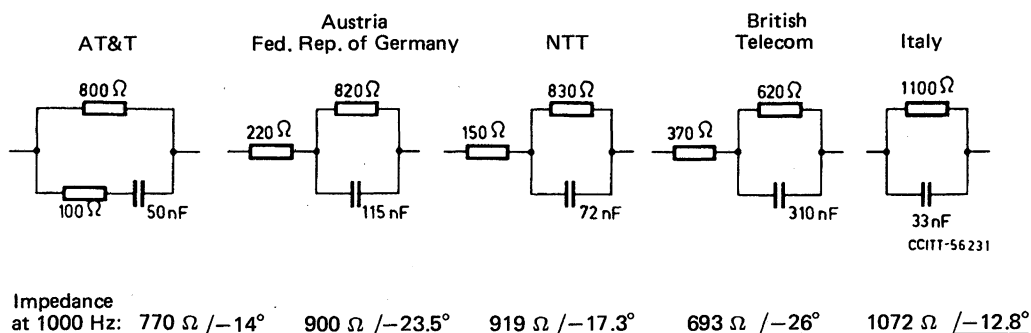 AT&T
Austria
Fed. Rep. of Germany
NTT
British
Telecom
Italy
800 Ω
100 Ω
50 nF
220 Ω
820 Ω
115 nF
150 Ω
830 Ω
72 nF
370 Ω
620 Ω
310 nF
1100 Ω
33 nF
CCITT-56231
Impedance
at 1000 Hz: 770 Ω /−14° 900 Ω /−23.5° 919 Ω /−17.3° 693 Ω /−26° 1072 Ω /−12.8°